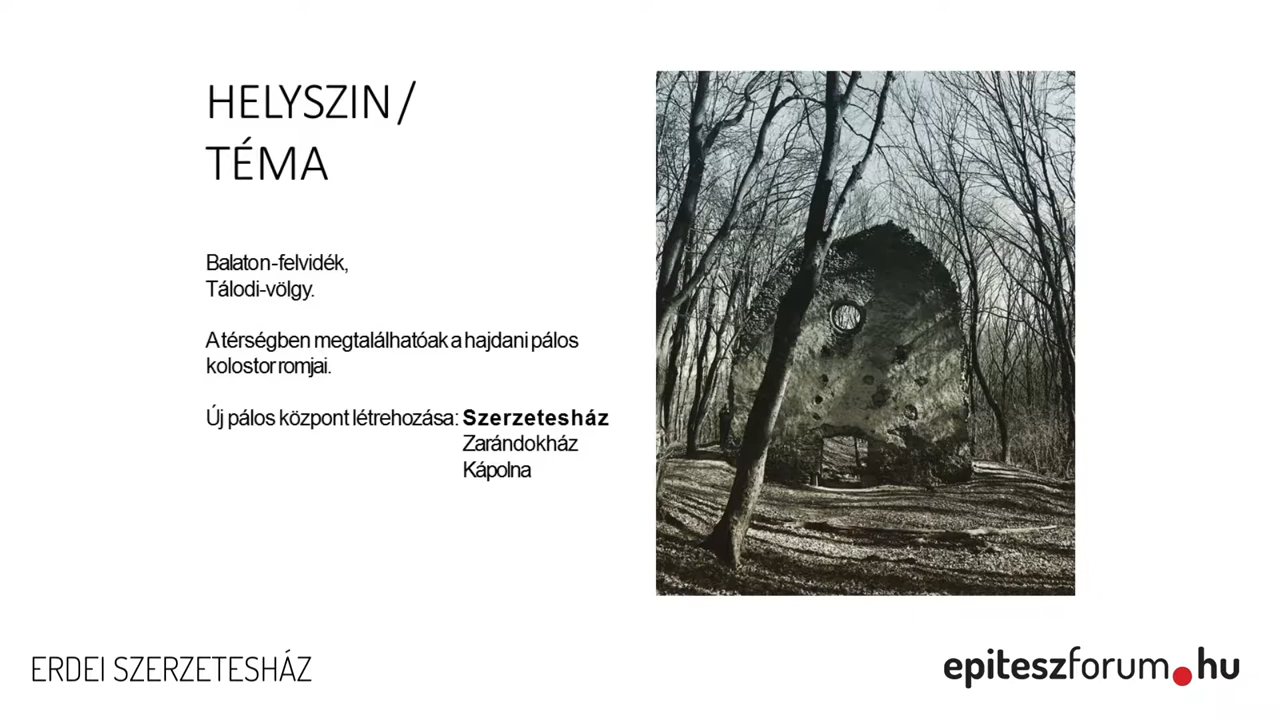 HELYSZIN/
TÉMA
Balaton-felvidék,
Tálodi-völgy.
A térségben megtalálhatóak a hajdani pálos
kolostor romjai.
Új pálos központ létrehozása: Szerzetesház
Zarándokház
Kápolna
ERDEI SZERZETESHÁZ
epiteszforum.hu